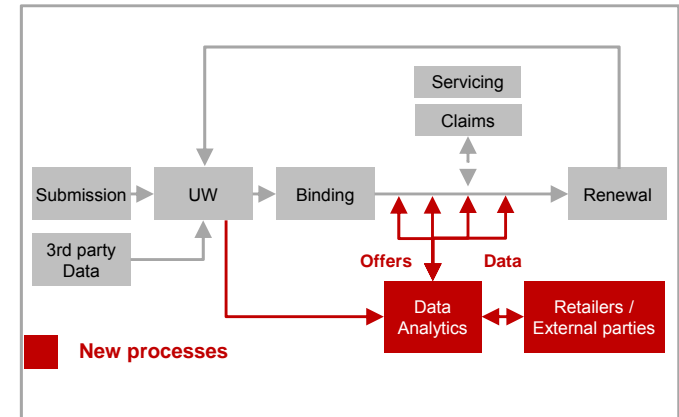 Servicing
Claims
Submission
UW
Binding
Renewal
3rd party
Data
Offers
Data
Data
Analytics
Retailers /
External parties
New processes